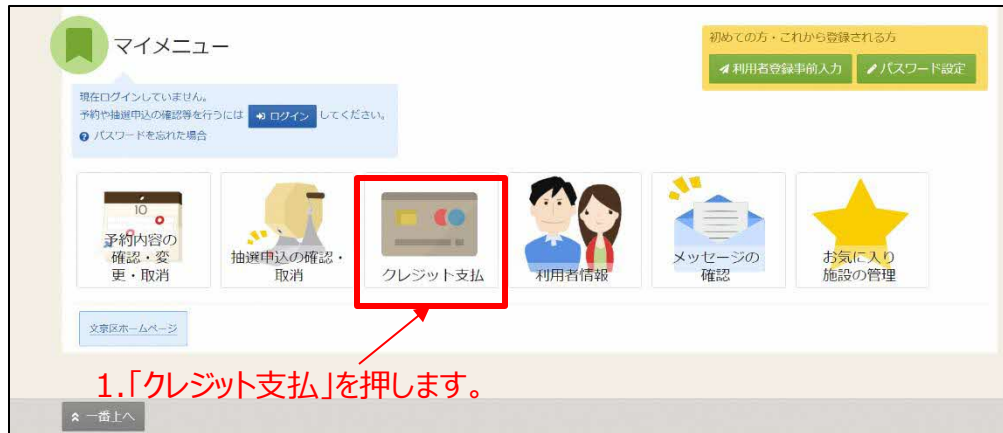 マイメニュー
初めての方・これから登録される方
利用者登録事前入力
パスワード設定
現在ログインしていません。
予約や抽選申込の確認等を行うには ログイン してください。
パスワードを忘れた場合
10
予約内容の
確認・変
更・取消
抽選申込の確認・
取消
クレジット支払
利用者情報
メッセージの
確認
お気に入り
施設の管理
文京区ホームページ
1.「クレジット支払」を押します。
一番上へ